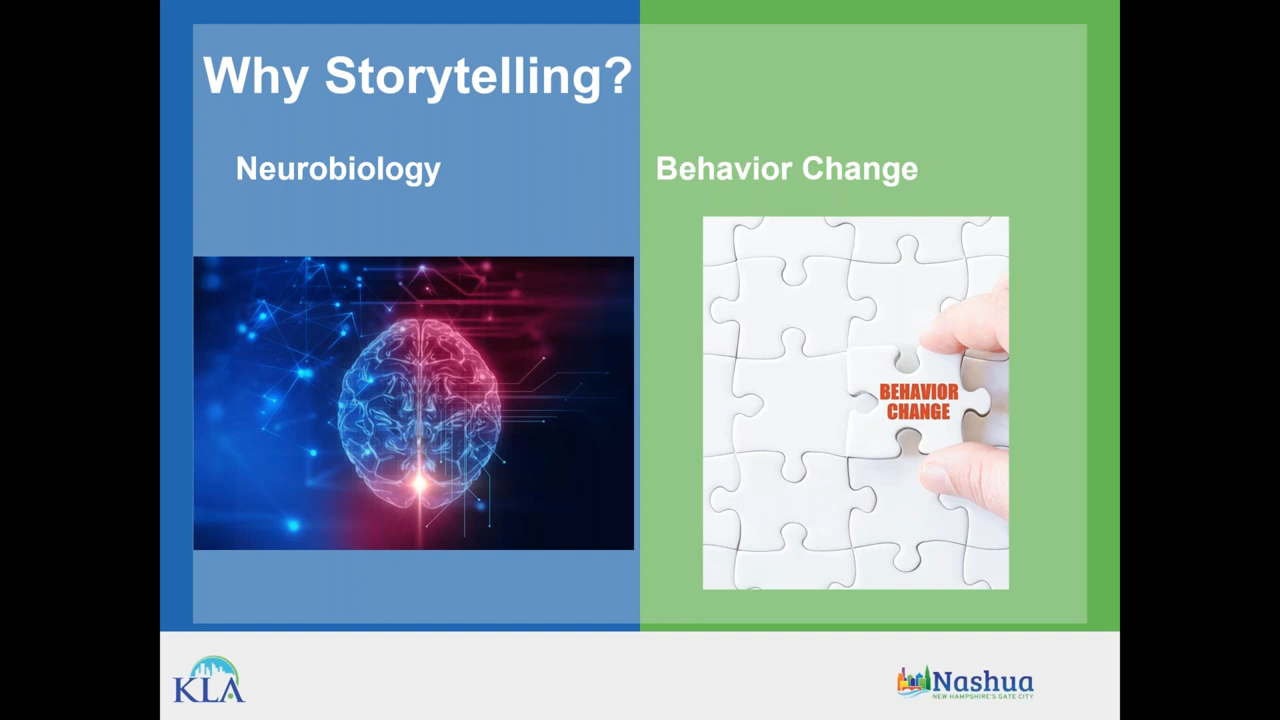 Why Storytelling?
Neurobiology
Behavior Change
BEHAVIOR
CHANGE
KLA
Nashua
NEW HAMPSHIRE'S GATE CITY